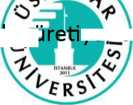 üreti,
İSTANBUL
2011
ÜNİVERSİTESİ